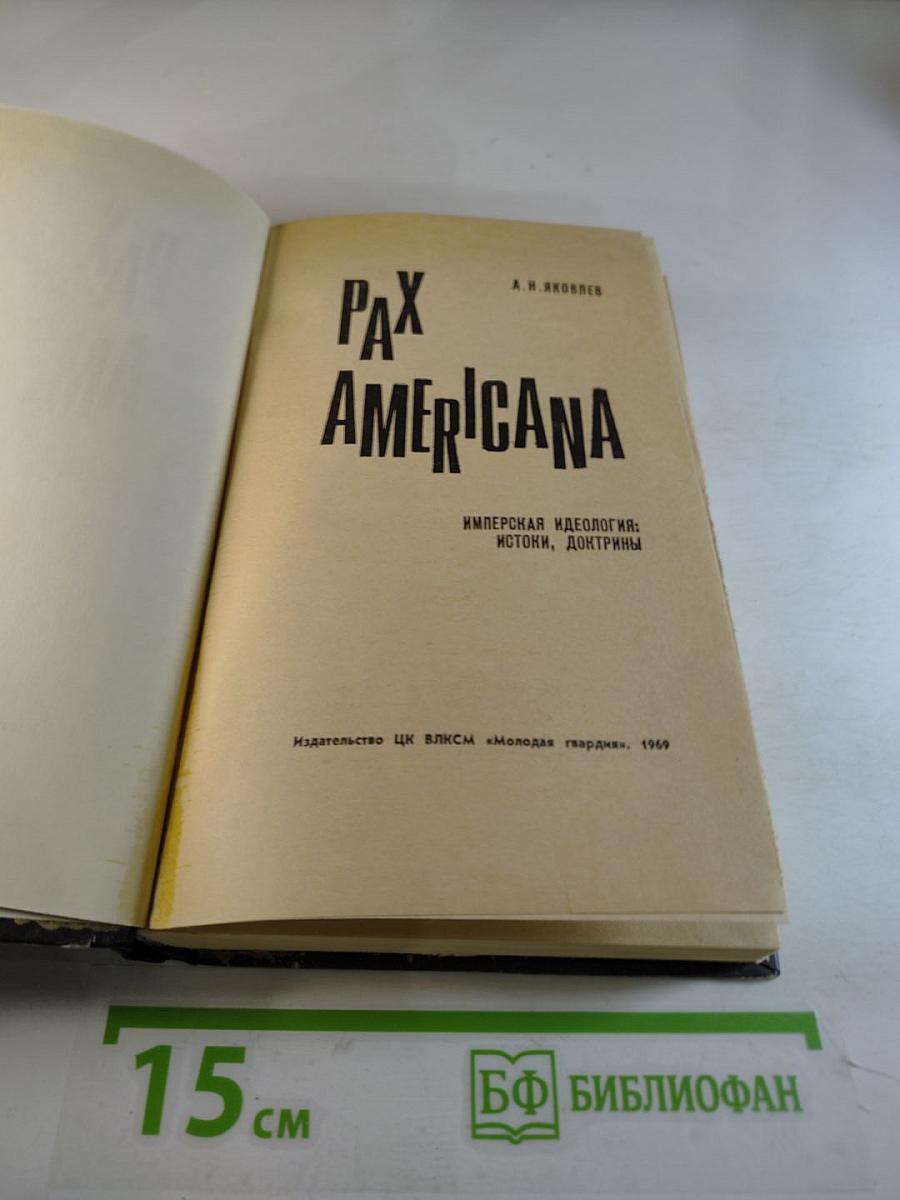 А.Н.ЯКОВЛЕВ
PAX
AMERICANA
ИМПЕРСКАЯ ИДЕОЛОГИЯ:
ИСТОКИ, ДОКТРИНЫ
Издательство ЦК ВЛКСМ «Молодая гвардия», 1969
15 см
БФ БИБЛИОФАН